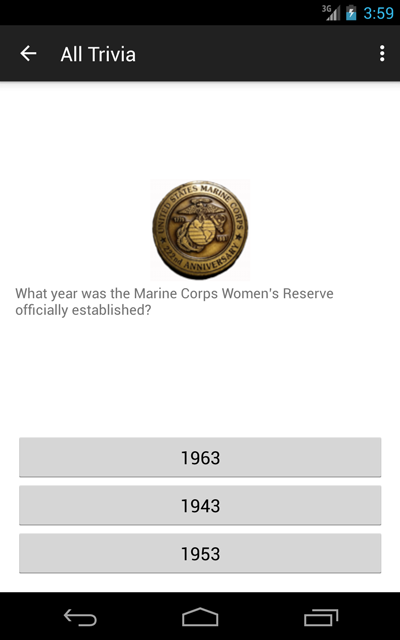 3G 3:59
All Trivia
UNITED STATES MARINE CORPS
222nd ANNIVERSARY
What year was the Marine Corps Women's Reserve
officially established?
1963
1943
1953